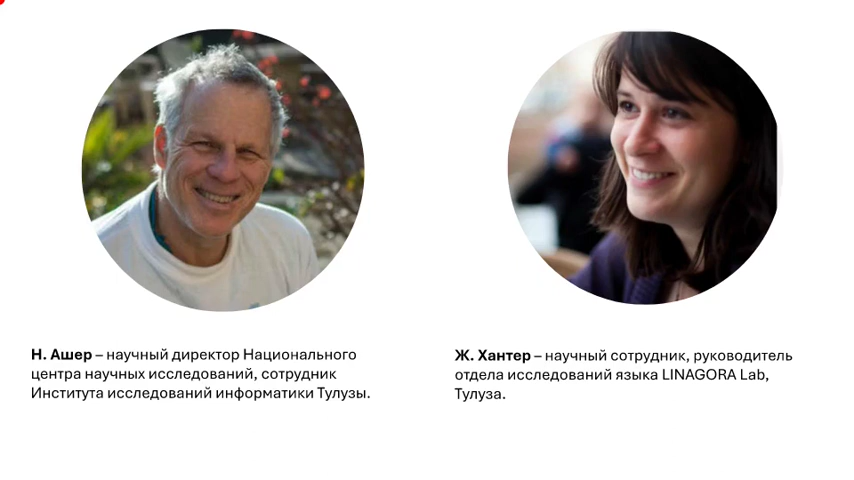 Н. Ашер – научный директор Национального
центра научных исследований, сотрудник
Института исследований информатики Тулузы.
Ж. Хантер – научный сотрудник, руководитель
отдела исследований языка LINAGORA Lab,
Тулуза.